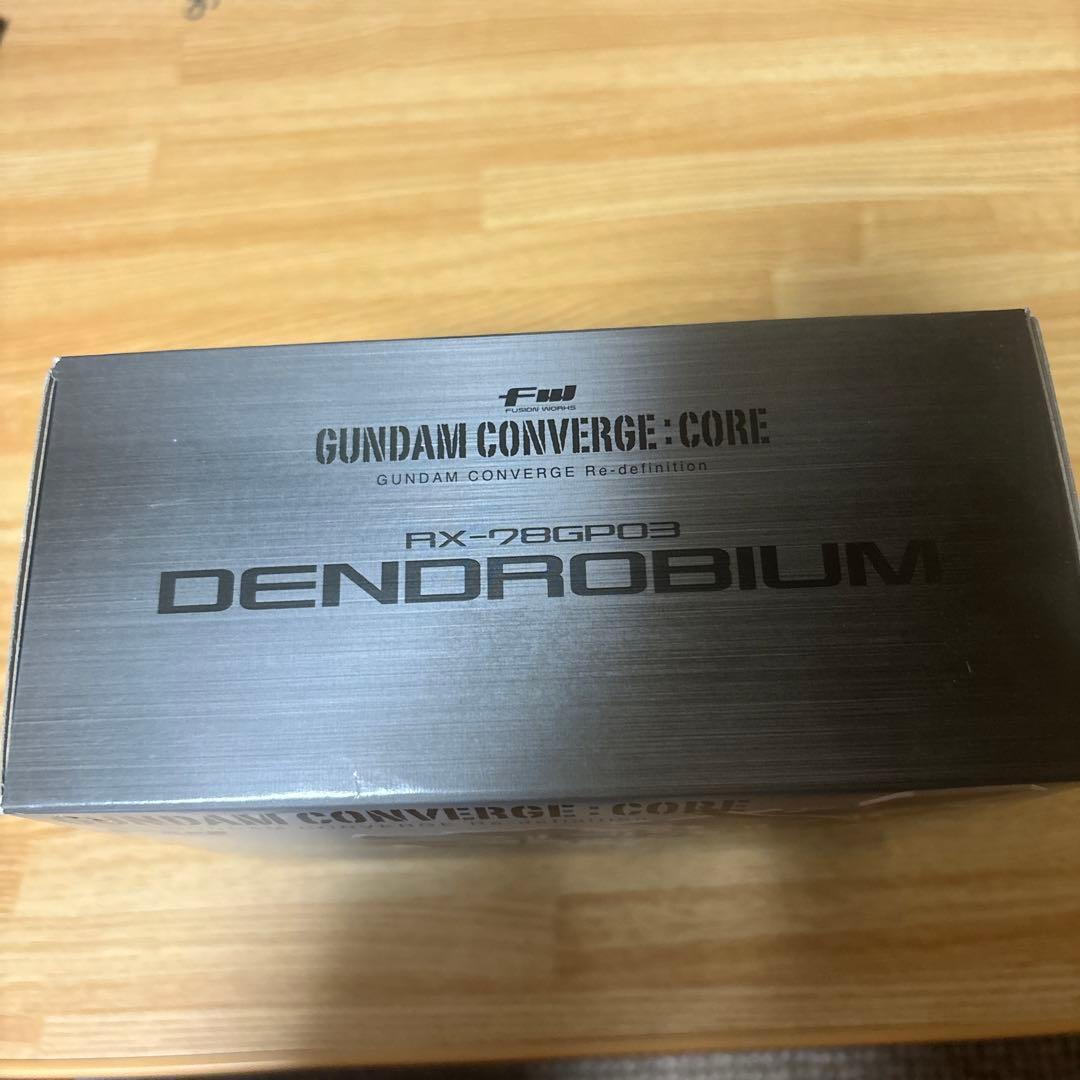 FW
FUSION WORKS
GUNDAM CONVERGE:CORE
GUNDAM CONVERGE Re-definition
RX-78GP03
DENDROBIUM
GUNDAM CONVERGE:CORE